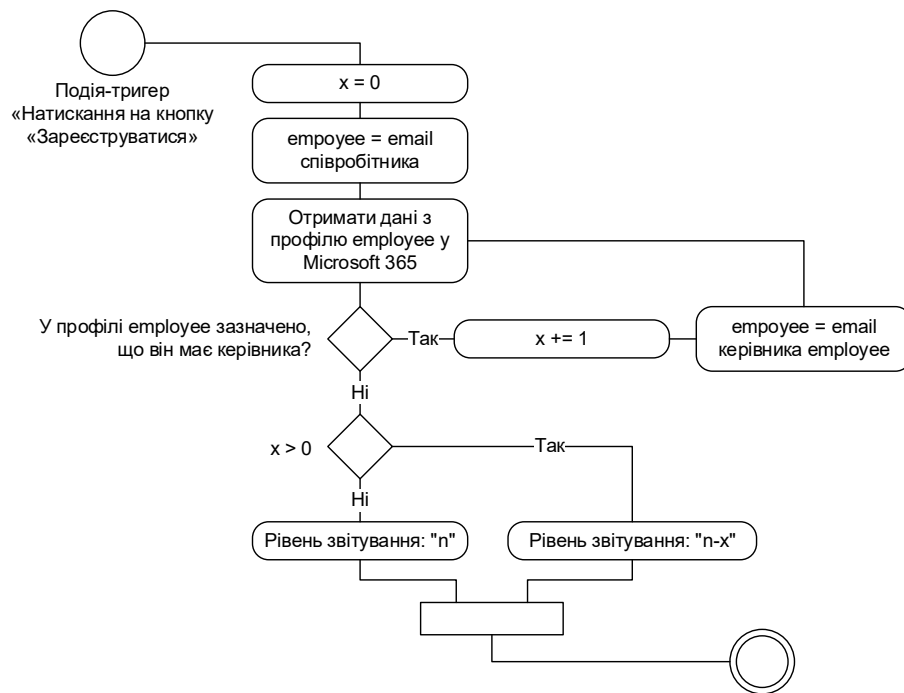 Подія-тригер
«Натискання на кнопку
«Зареєструватися»
x = 0
empoyee = email
співробітника
Отримати дані з
профілю employee у
Microsoft 365
У профілі employee зазначено,
що він має керівника?
Так
x += 1
empoyee = email
керівника employee
Ні
x > 0
Так
Ні
Рівень звітування: "n"
Рівень звітування: "n-x"